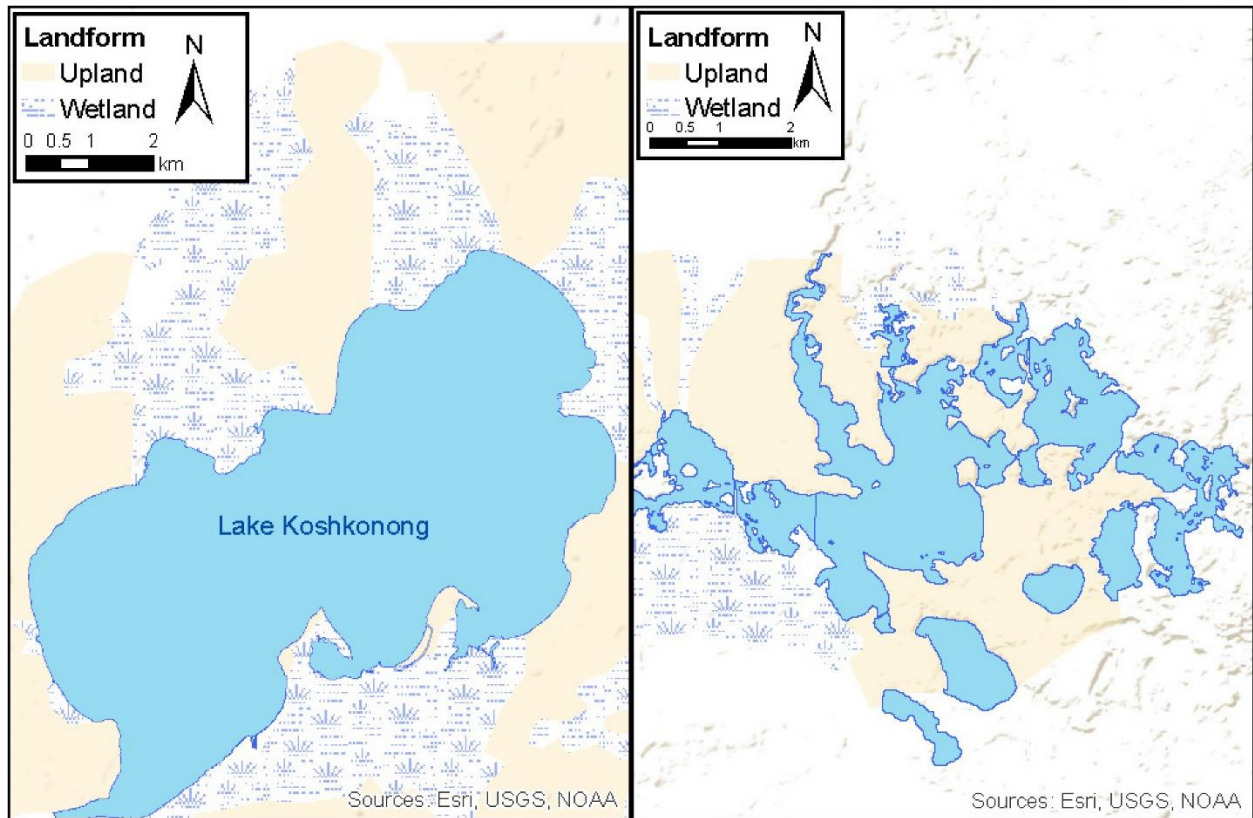 Landform
N
Upland
Wetland
0 0.5 1 2
km
Lake Koshkonong
Sources: Esri, USGS, NOAA
Landform
N
Upland
Wetland
0 0.5 1 2
km
Sources: Esri, USGS, NOAA